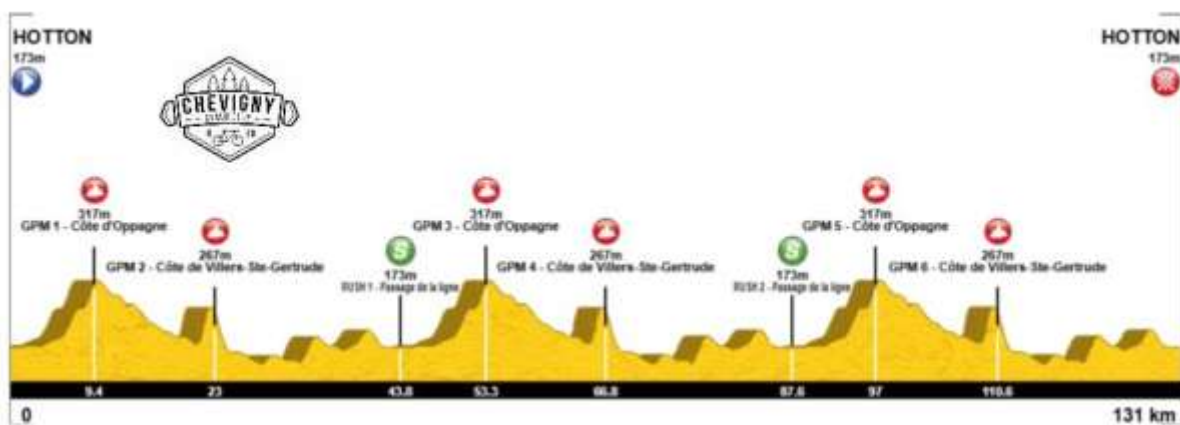 HOTTON
173m
HOTTON
173m
CHEVIGNY
317m
GPM 1 - Côte d'Oppagne
267m
GPM 2 - Côte de Villers-Ste-Gertrude
173m
RUSH 1 - Passage de la ligne
317m
GPM 3 - Côte d'Oppagne
267m
GPM 4 - Côte de Villers-Ste-Gertrude
173m
RUSH 2 - Passage de la ligne
317m
GPM 5 - Côte d'Oppagne
267m
GPM 6 - Côte de Villers-Ste-Gertrude
S
S
9.4
23
43.8
53.3
66.8
87.6
97
110.6
0
131 km